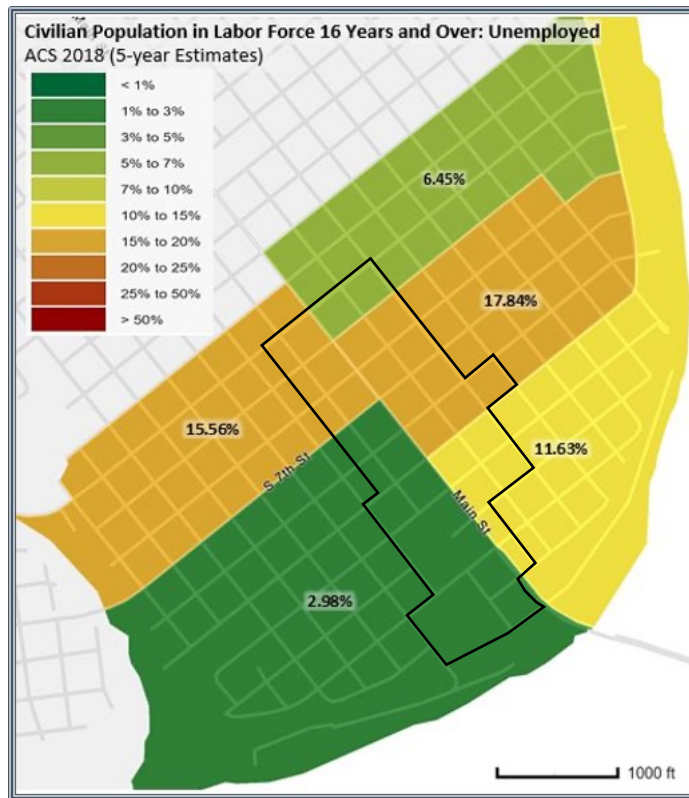 Civilian Population in Labor Force 16 Years and Over: Unemployed
ACS 2018 (5-year Estimates)
< 1%
1% to 3%
3% to 5%
5% to 7%
7% to 10%
10% to 15%
15% to 20%
20% to 25%
25% to 50%
> 50%
6.45%
17.84%
15.56%
11.63%
S 7th St
Main St
2.98%
1000 ft